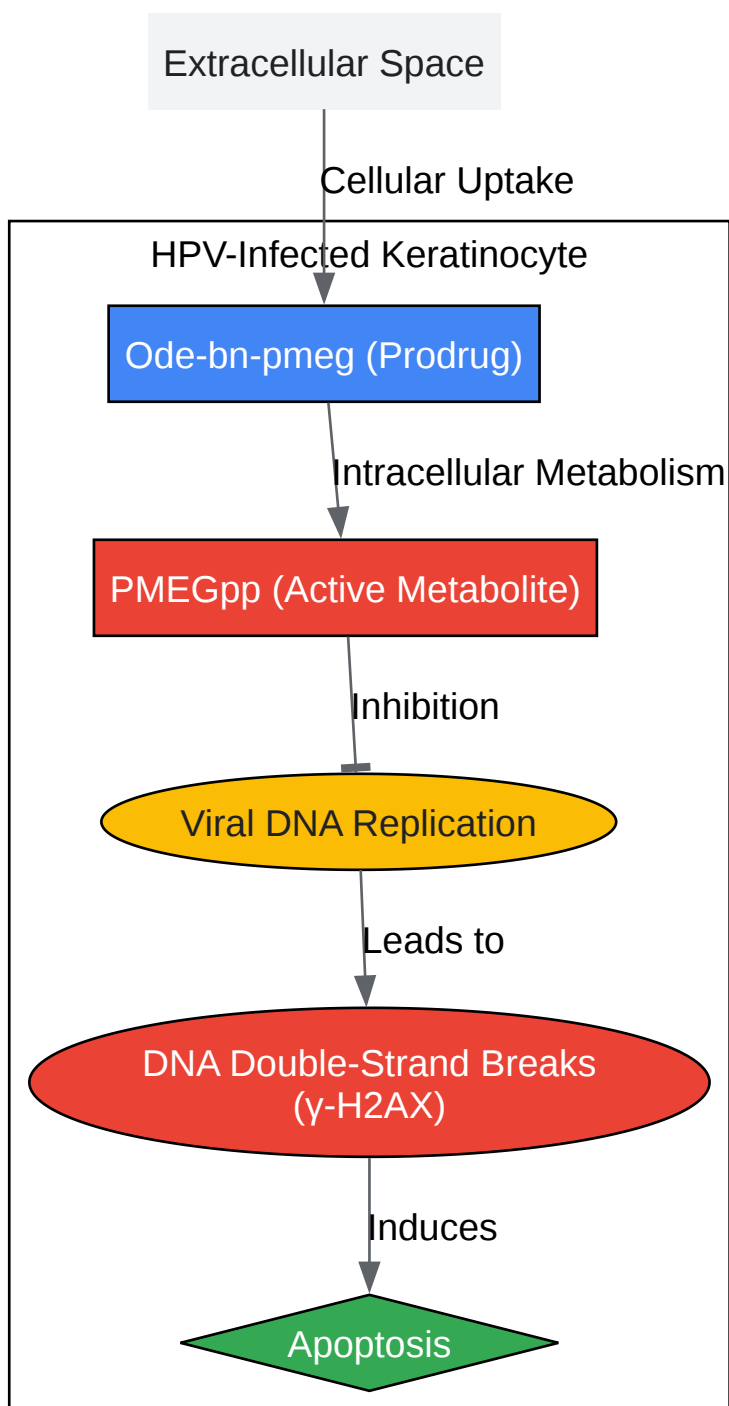 Extracellular Space
Cellular Uptake
HPV-Infected Keratinocyte
Ode-bn-pmeg (Prodrug)
Intracellular Metabolism
PMEGpp (Active Metabolite)
Inhibition
Viral DNA Replication
Leads to
DNA Double-Strand Breaks
(γ-H2AX)
Induces
Apoptosis